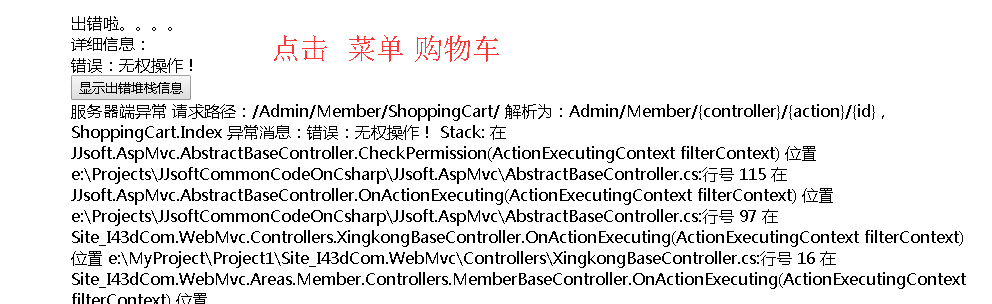 出错啦。。。。
详细信息：
点击 菜单 购物车
错误：无权操作！
显示出错堆栈信息
服务器端异常 请求路径：/Admin/Member/ShoppingCart/ 解析为：Admin/Member/{controller}/{action}/{id}，
ShoppingCart.Index 异常消息：错误：无权操作！ Stack: 在
JJsoft.AspMvc.AbstractBaseController.CheckPermission(ActionExecutingContext filterContext) 位置
e:\Projects\JJsoftCommonCodeOnCsharp\JJsoft.AspMvc\AbstractBaseController.cs:行号 115 在
JJsoft.AspMvc.AbstractBaseController.OnActionExecuting(ActionExecutingContext filterContext) 位置
e:\Projects\JJsoftCommonCodeOnCsharp\JJsoft.AspMvc\AbstractBaseController.cs:行号 97 在
Site_I43dCom.WebMvc.Controllers.XingkongBaseController.OnActionExecuting(ActionExecutingContext filterContext)
位置 e:\MyProject\Project1\Site_I43dCom.WebMvc\Controllers\XingkongBaseController.cs:行号 16 在
Site_I43dCom.WebMvc.Areas.Member.Controllers.MemberBaseController.OnActionExecuting(ActionExecutingContext
filterContext) 位置